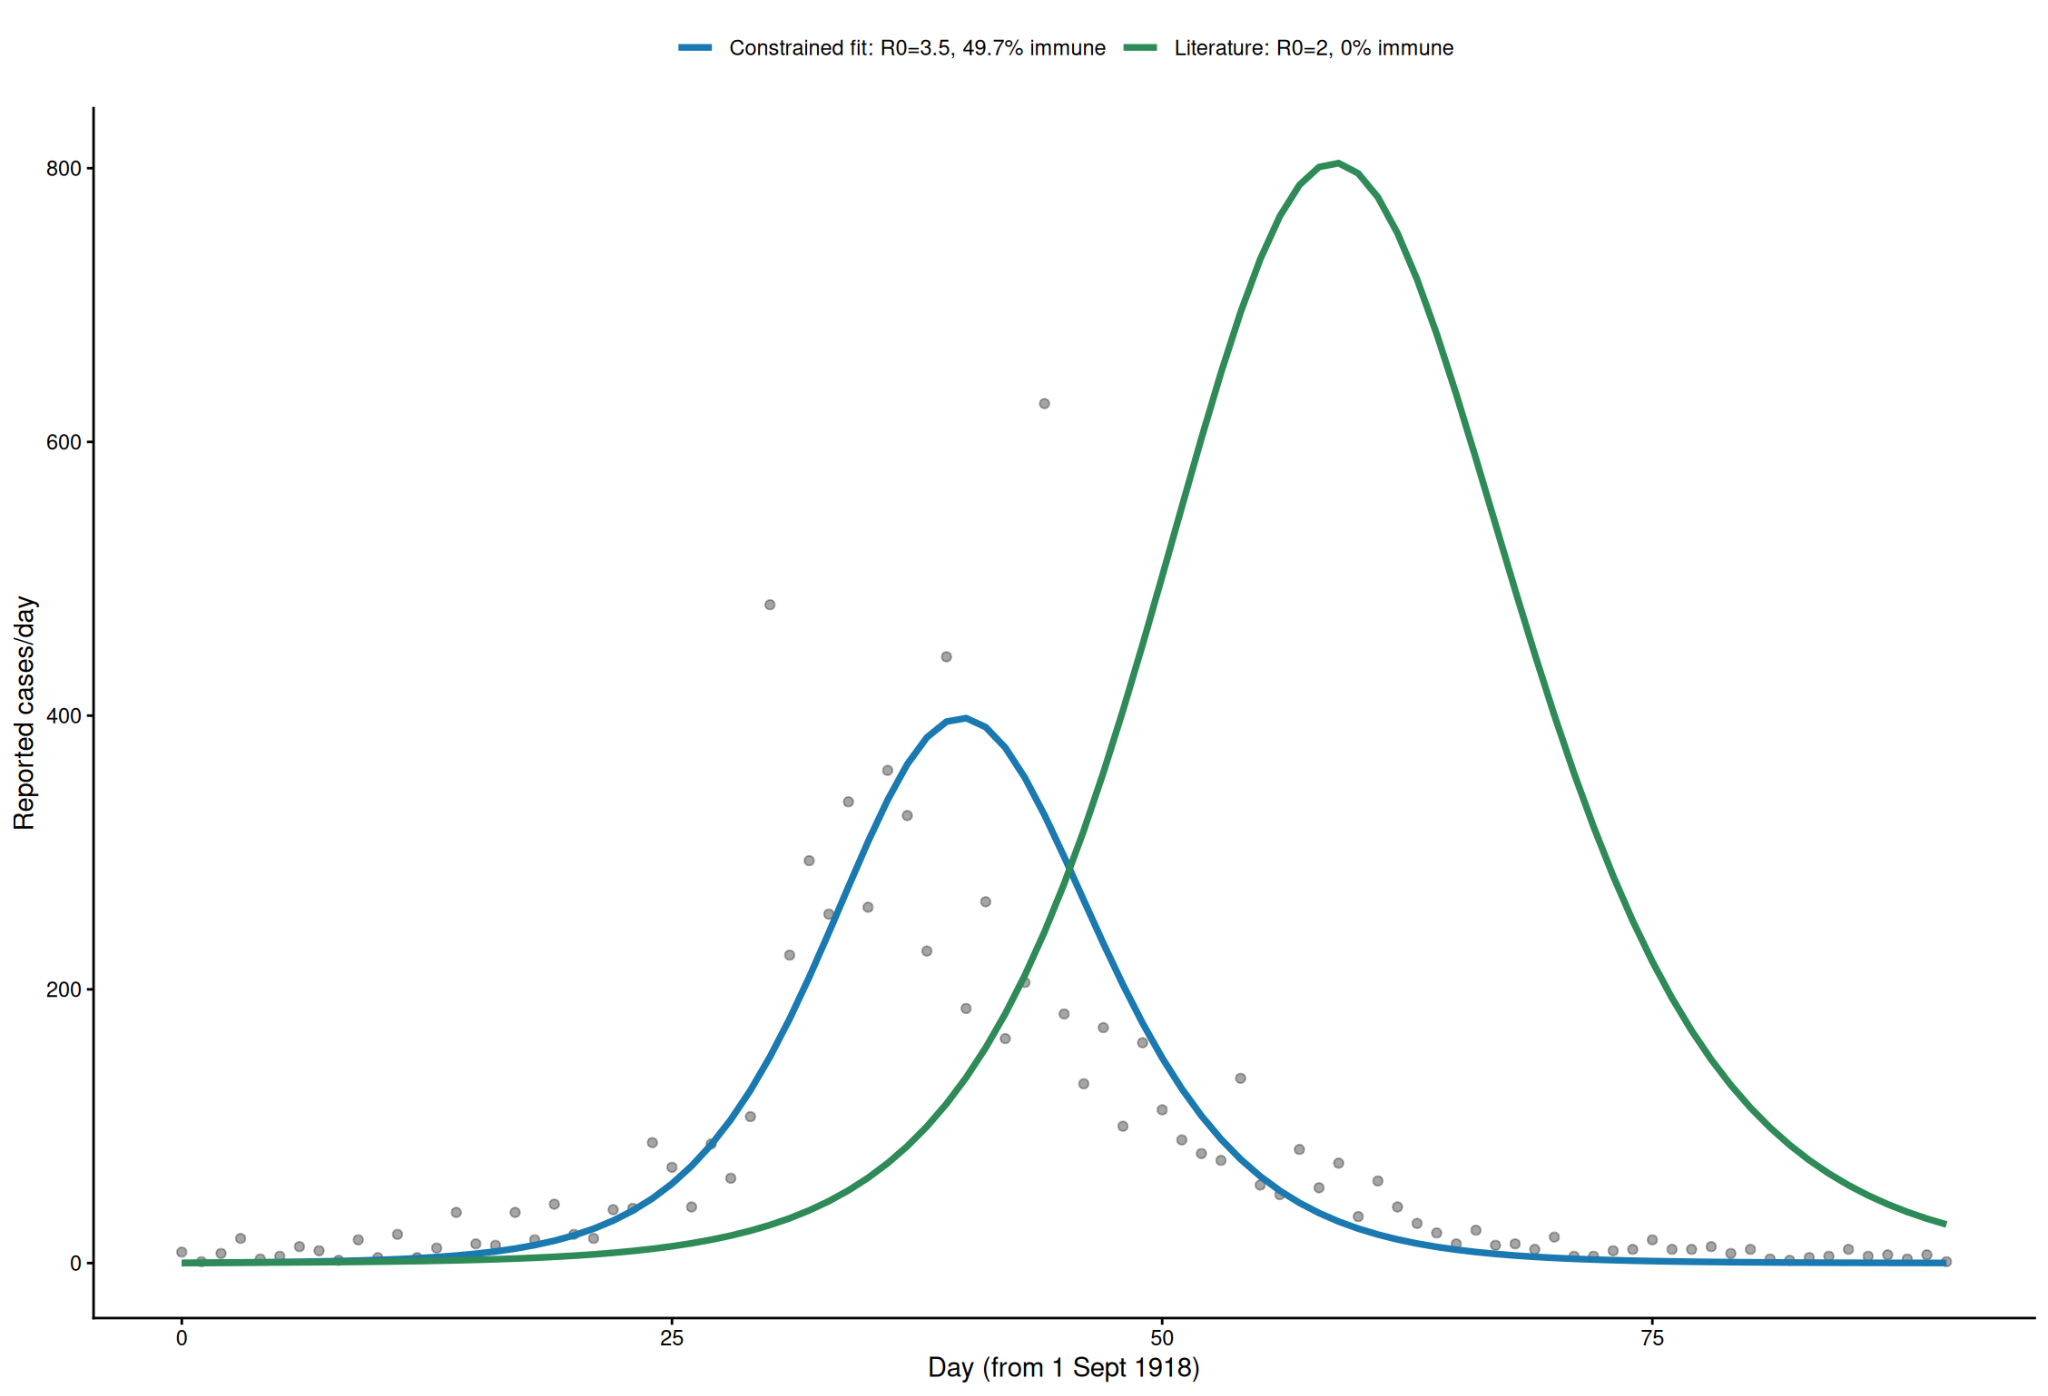 Constrained fit: R0=3.5, 49.7% immune
Literature: R0=2, 0% immune
Reported cases/day
800
600
400
200
0
0
25
50
75
Day (from 1 Sept 1918)